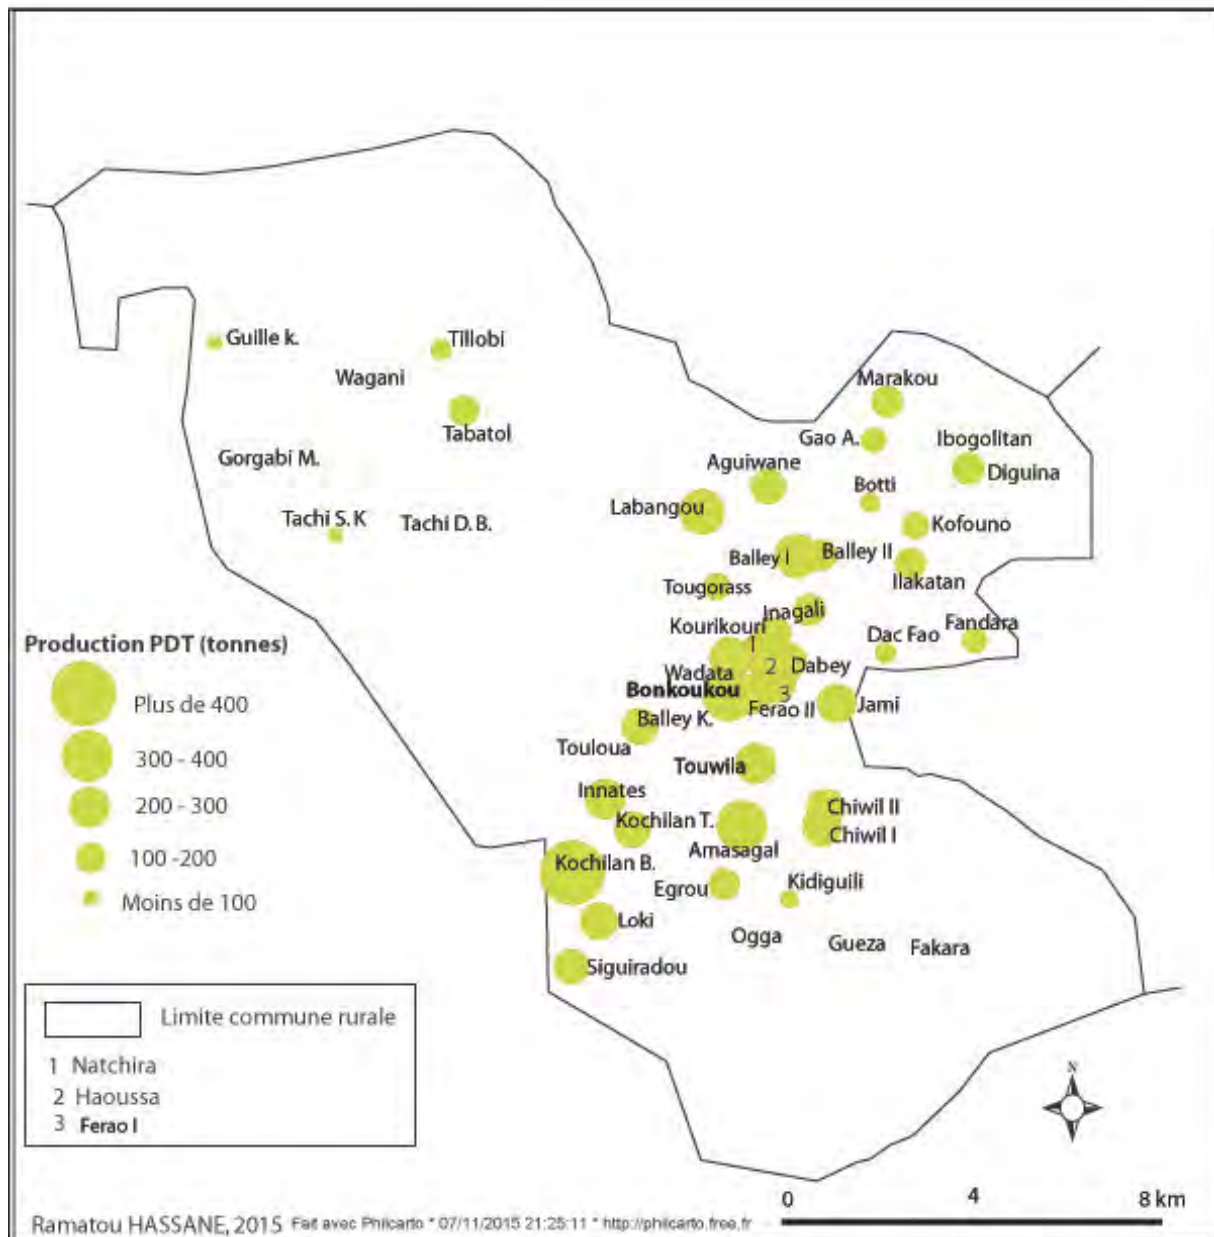 Guille k.
Tillobi
Wagani
Tabatol
Gorgabi M.
Tachi S. K
Tachi D. B.
Marakou
Gao A.
Ibogolitan
Aguiwane
Diguina
Botti
Labangou
Kofouno
Balley I
Balley II
Ilakatan
Tougorass
Inagali
Kourikouri
Fandara
Dac Fao
1
2
Wadata
Dabey
Bonkoukou
3
Ferao II
Jami
Balley K.
Touloua
Touwila
Innates
Chiwil II
Kochilan T.
Chiwil I
Amasagal
Kochilan B.
Egrou
Kidiguili
Loki
Ogga
Gueza
Fakara
Siguiradou
Production PDT (tonnes)
Plus de 400
300 - 400
200 - 300
100 -200
Moins de 100
Limite commune rurale
1 Natchira
2 Haoussa
3 Ferao I
N
0 4 8 km
Ramatou HASSANE, 2015 Fait avec Philcarto * 07/11/2015 21:25:11 * http://philcarto.free.fr